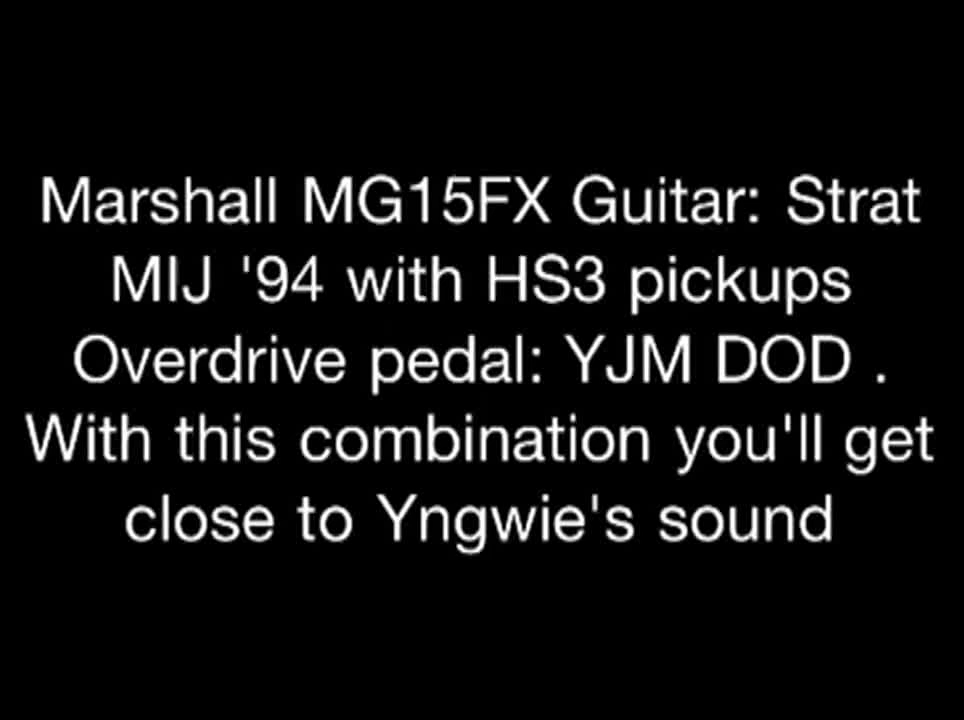 Marshall MG15FX Guitar: Strat
MIJ '94 with HS3 pickups
Overdrive pedal: YJM DOD .
With this combination you'll get
close to Yngwie's sound